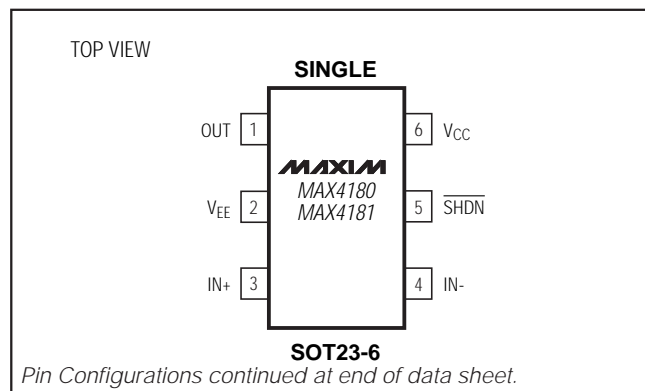 TOP VIEW
SINGLE
OUT 1
6 VCC
MAXIM
MAX4180
MAX4181
VEE 2
5 SHDN
IN+ 3
4 IN-
SOT23-6
Pin Configurations continued at end of data sheet.